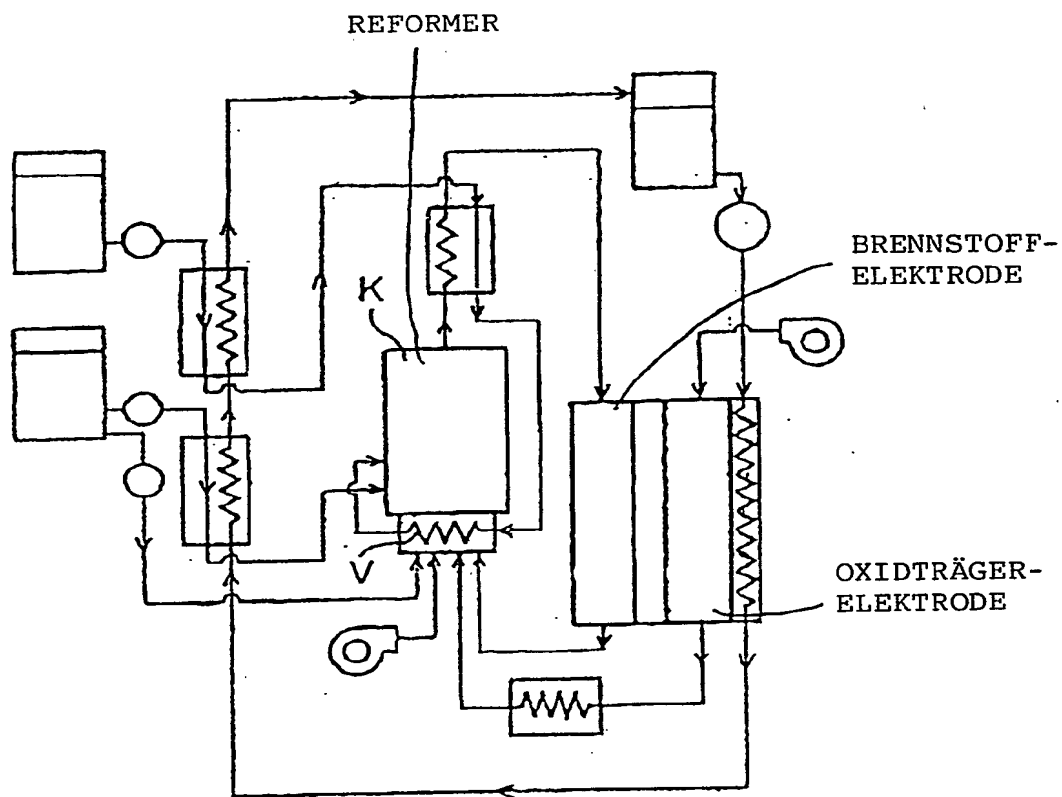 REFORMER
BRENNSTOFF-
ELEKTRODE
K
V
OXIDTRÄGER-
ELEKTRODE